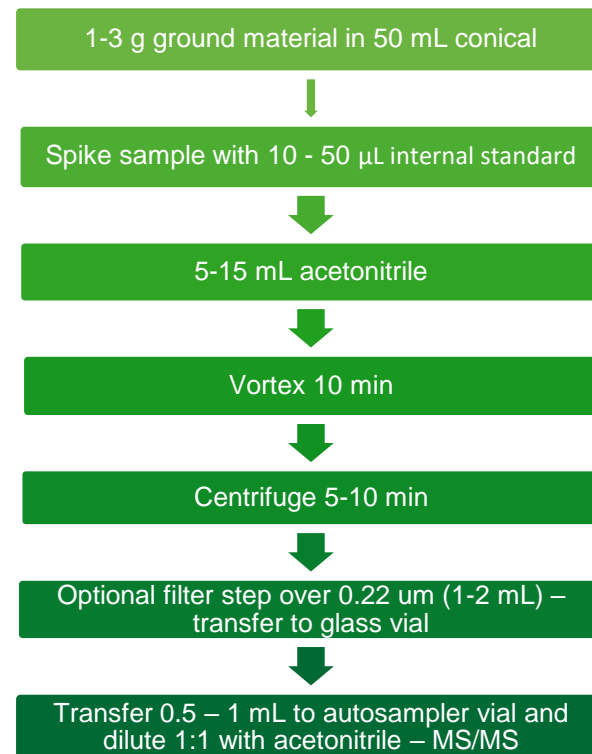 1-3 g ground material in 50 mL conical
Spike sample with 10 - 50 µL internal standard
5-15 mL acetonitrile
Vortex 10 min
Centrifuge 5-10 min
Optional filter step over 0.22 um (1-2 mL) –
transfer to glass vial
Transfer 0.5 – 1 mL to autosampler vial and
dilute 1:1 with acetonitrile – MS/MS